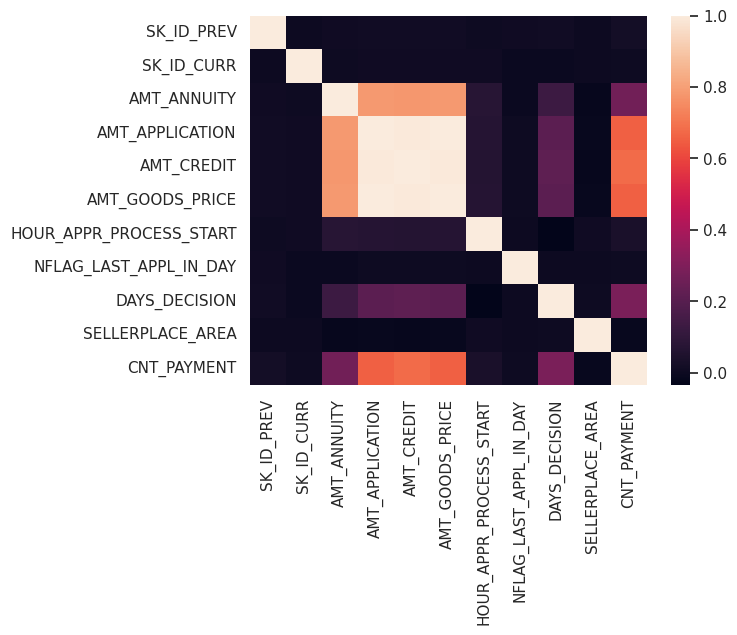 SK_ID_PREV
SK_ID_CURR
AMT_ANNUITY
AMT_APPLICATION
AMT_CREDIT
AMT_GOODS_PRICE
HOUR_APPR_PROCESS_START
NFLAG_LAST_APPL_IN_DAY
DAYS_DECISION
SELLERPLACE_AREA
CNT_PAYMENT
SK_ID_PREV
SK_ID_CURR
AMT_ANNUITY
AMT_APPLICATION
AMT_CREDIT
AMT_GOODS_PRICE
HOUR_APPR_PROCESS_START
NFLAG_LAST_APPL_IN_DAY
DAYS_DECISION
SELLERPLACE_AREA
CNT_PAYMENT
1.0
0.8
0.6
0.4
0.2
0.0